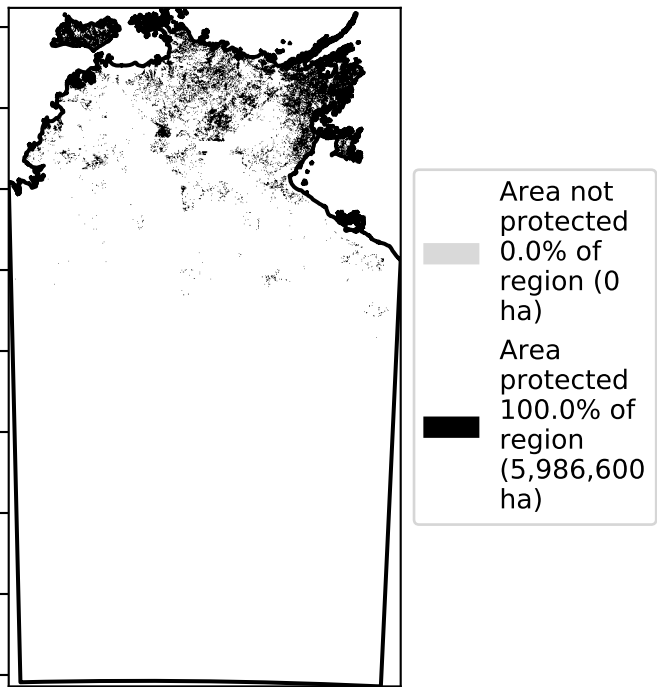 Area not
protected
0.0% of
region (0
ha)
Area
protected
100.0% of
region
(5,986,600
ha)